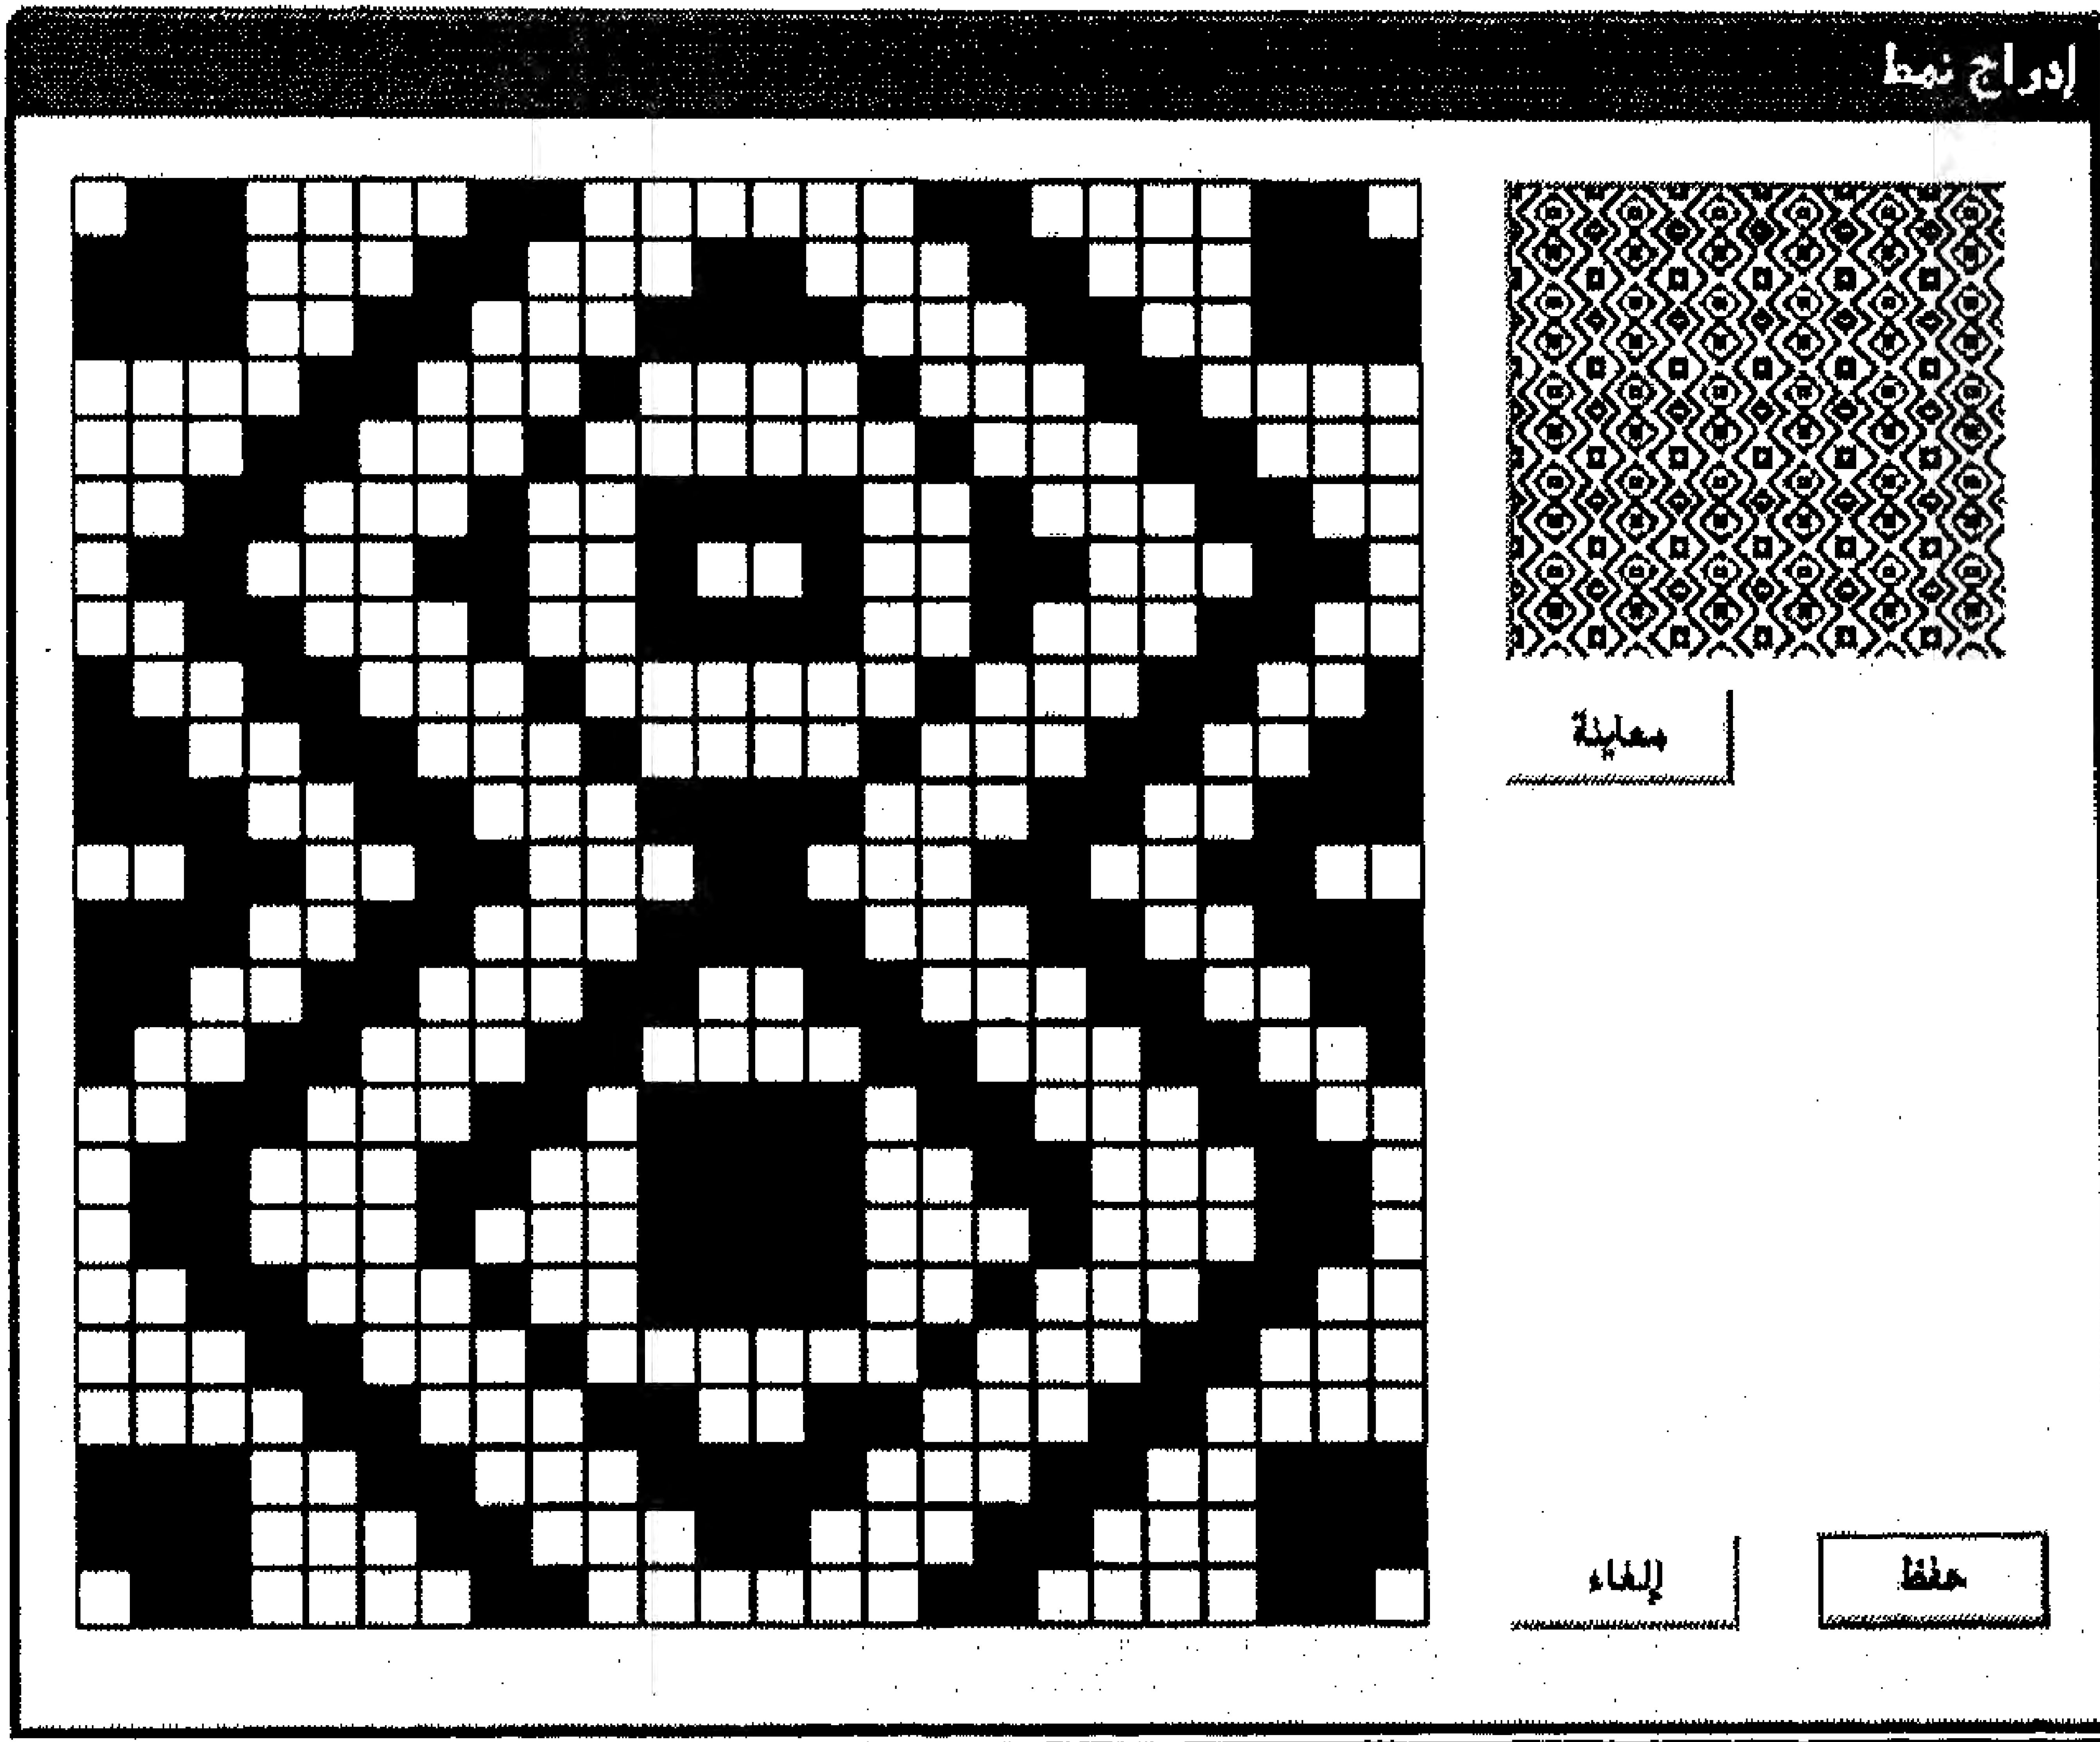 إدراج نمط
معاينة
حفظ
إلغاء